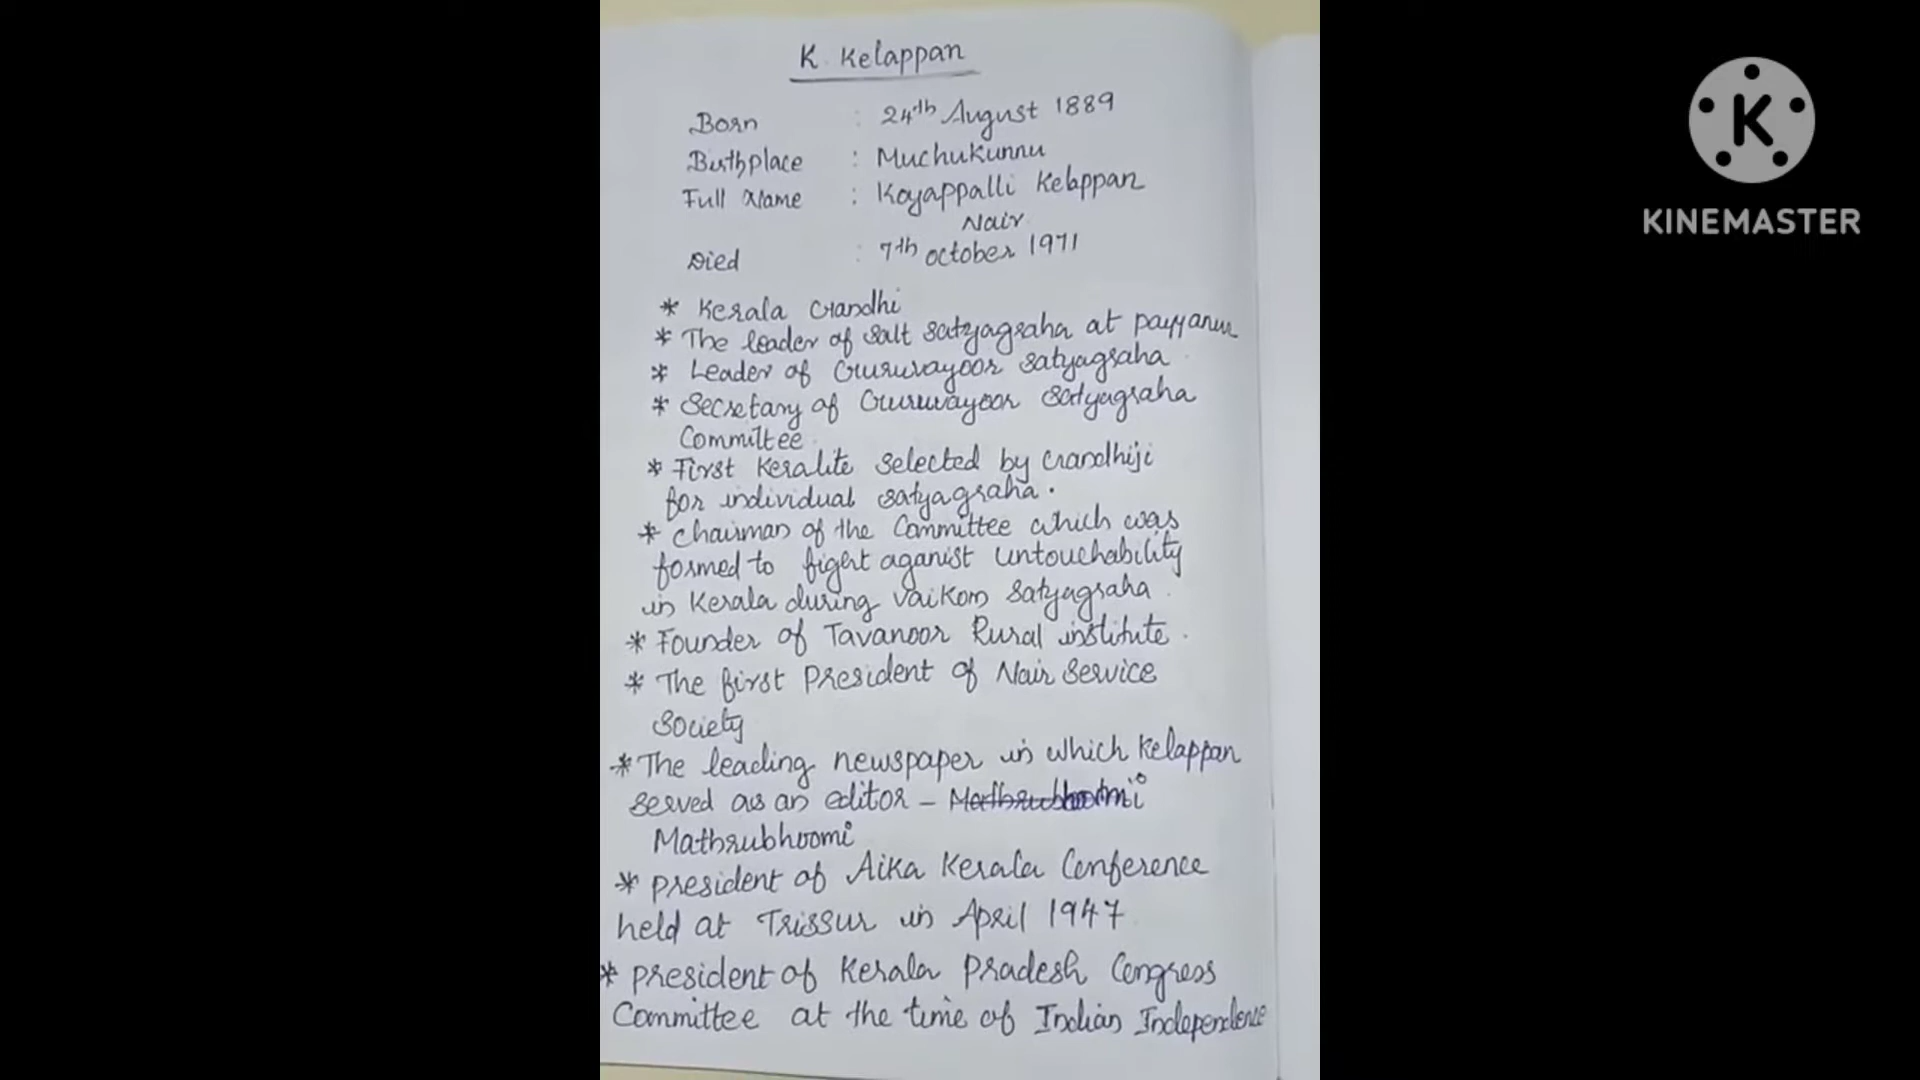 K. Kelappan
Born : 24th August 1889
Birthplace : Muchukunnu
Full Name : Koyappalli Kelappan
Nair
Died : 7th october 1971
* Kerala Gandhi
* The leader of salt satyagraha at payyanur
* Leader of Guruvayoor satyagraha
* Secretary of Guruvayoor satyagraha
Committee
* First Keralite selected by Gandhiji
for individual satyagraha.
* Chairman of the Committee which was
formed to fight aganist untouchability
in Kerala during Vaikom Satyagraha.
* Founder of Tavanoor Rural institute.
* The first President of Nair Service
Society
* The leading newspaper in which Kelappan
served as an editor - Mathrubhoomi
Mathrubhoomi
* president of Aika Kerala Conference
held at Trissur in April 1947
* president of Kerala Pradesh Congress
Committee at the time of Indian Independence
K
KINEMASTER